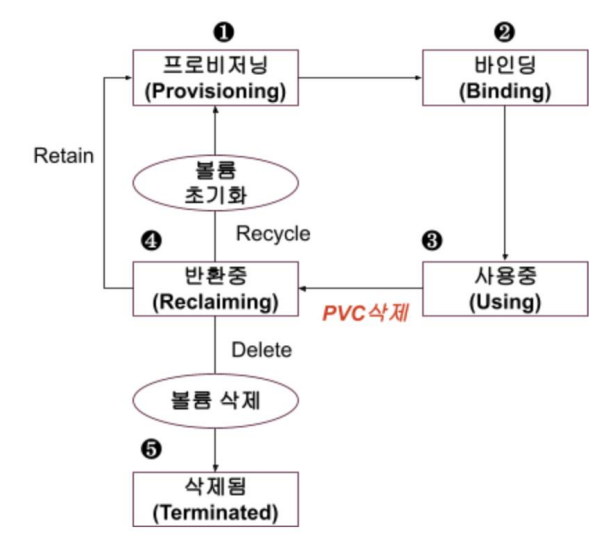 ❶
프로비저닝
(Provisioning)
❷
바인딩
(Binding)
Retain
볼륨
초기화
Recycle
❹
반환중
(Reclaiming)
❸
사용중
(Using)
PVC삭제
Delete
볼륨 삭제
❺
삭제됨
(Terminated)